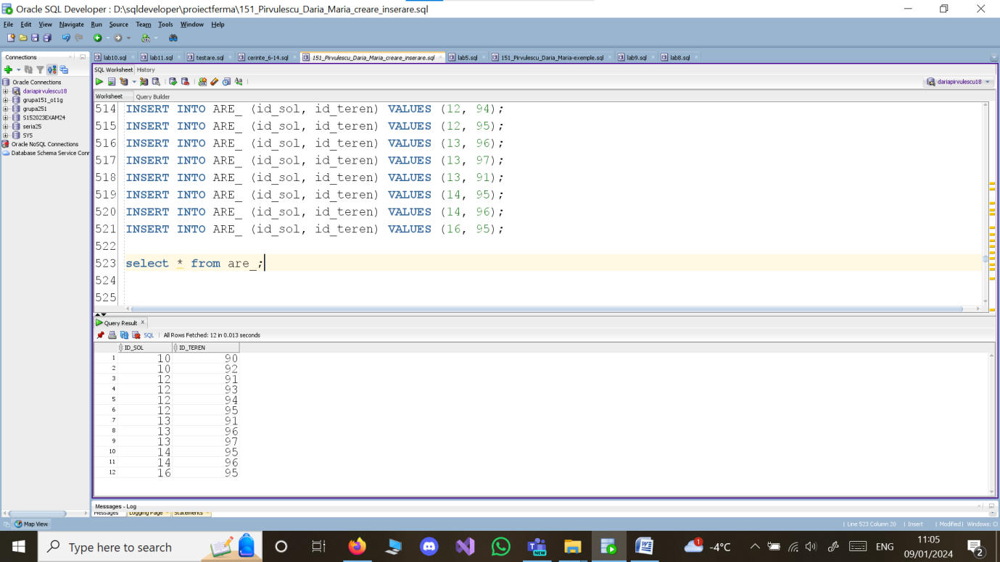 Oracle SQL Developer : D:\sqldeveloper\proiectferma\151_Pirvulescu_Daria_Maria_creare_inserare.sql
File Edit View Navigate Run Source Team Tools Window Help
Connections
Oracle Connections
dariapirvulescu18
grupa151_o11g
grupa251
S152023EXAM24
seria25
SYS
Oracle NoSQL Connections
Database Schema Service Conr
lab10.sql lab11.sql testare.sql cerinte_6-14.sql 151_Pirvulescu_Daria_Maria_creare_inserare.sql lab5.sql 151_Pirvulescu_Daria_Maria-exemple.sql lab9.sql lab8.sql
SQL Worksheet History
dariapirvulescu18
Worksheet Query Builder
514 INSERT INTO ARE_ (id_sol, id_teren) VALUES (12, 94);
515 INSERT INTO ARE_ (id_sol, id_teren) VALUES (12, 95);
516 INSERT INTO ARE_ (id_sol, id_teren) VALUES (13, 96);
517 INSERT INTO ARE_ (id_sol, id_teren) VALUES (13, 97);
518 INSERT INTO ARE_ (id_sol, id_teren) VALUES (13, 91);
519 INSERT INTO ARE_ (id_sol, id_teren) VALUES (14, 95);
520 INSERT INTO ARE_ (id_sol, id_teren) VALUES (14, 96);
521 INSERT INTO ARE_ (id_sol, id_teren) VALUES (16, 95);
522
523 select * from are_;
524
525
Query Result
SQL All Rows Fetched: 12 in 0.013 seconds
ID_SOL ID_TEREN
1 10 90
2 10 92
3 12 91
4 12 93
5 12 94
6 12 95
7 13 91
8 13 96
9 13 97
10 14 95
11 14 96
12 16 95
Messages - Log
Messages Logging Page Statements
Map View
Line 523 Column 20 Insert Modified Windows: C
Type here to search
NEW
1
-4°C
ENG
11:05
09/01/2024
2